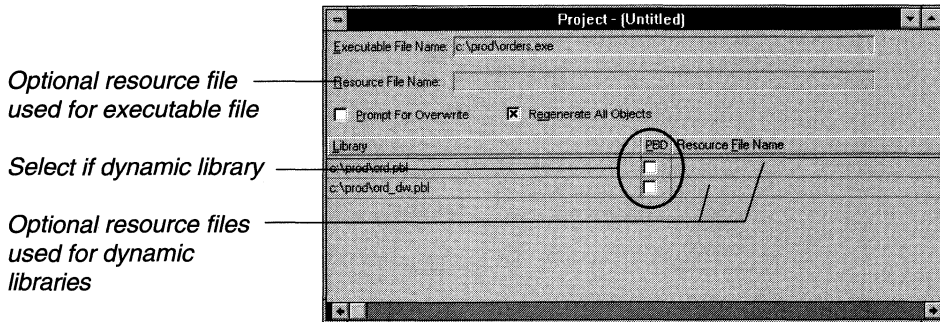 Project - (Untitled)
Executable File Name: c:\prod\orders.exe
Optional resource file
used for executable file
Resource File Name:
Prompt For Overwrite
Regenerate All Objects
Library PBD Resource File Name
Select if dynamic library
c:\prod\ord.pbl
c:\prod\ord_dw.pbl
Optional resource files
used for dynamic
libraries